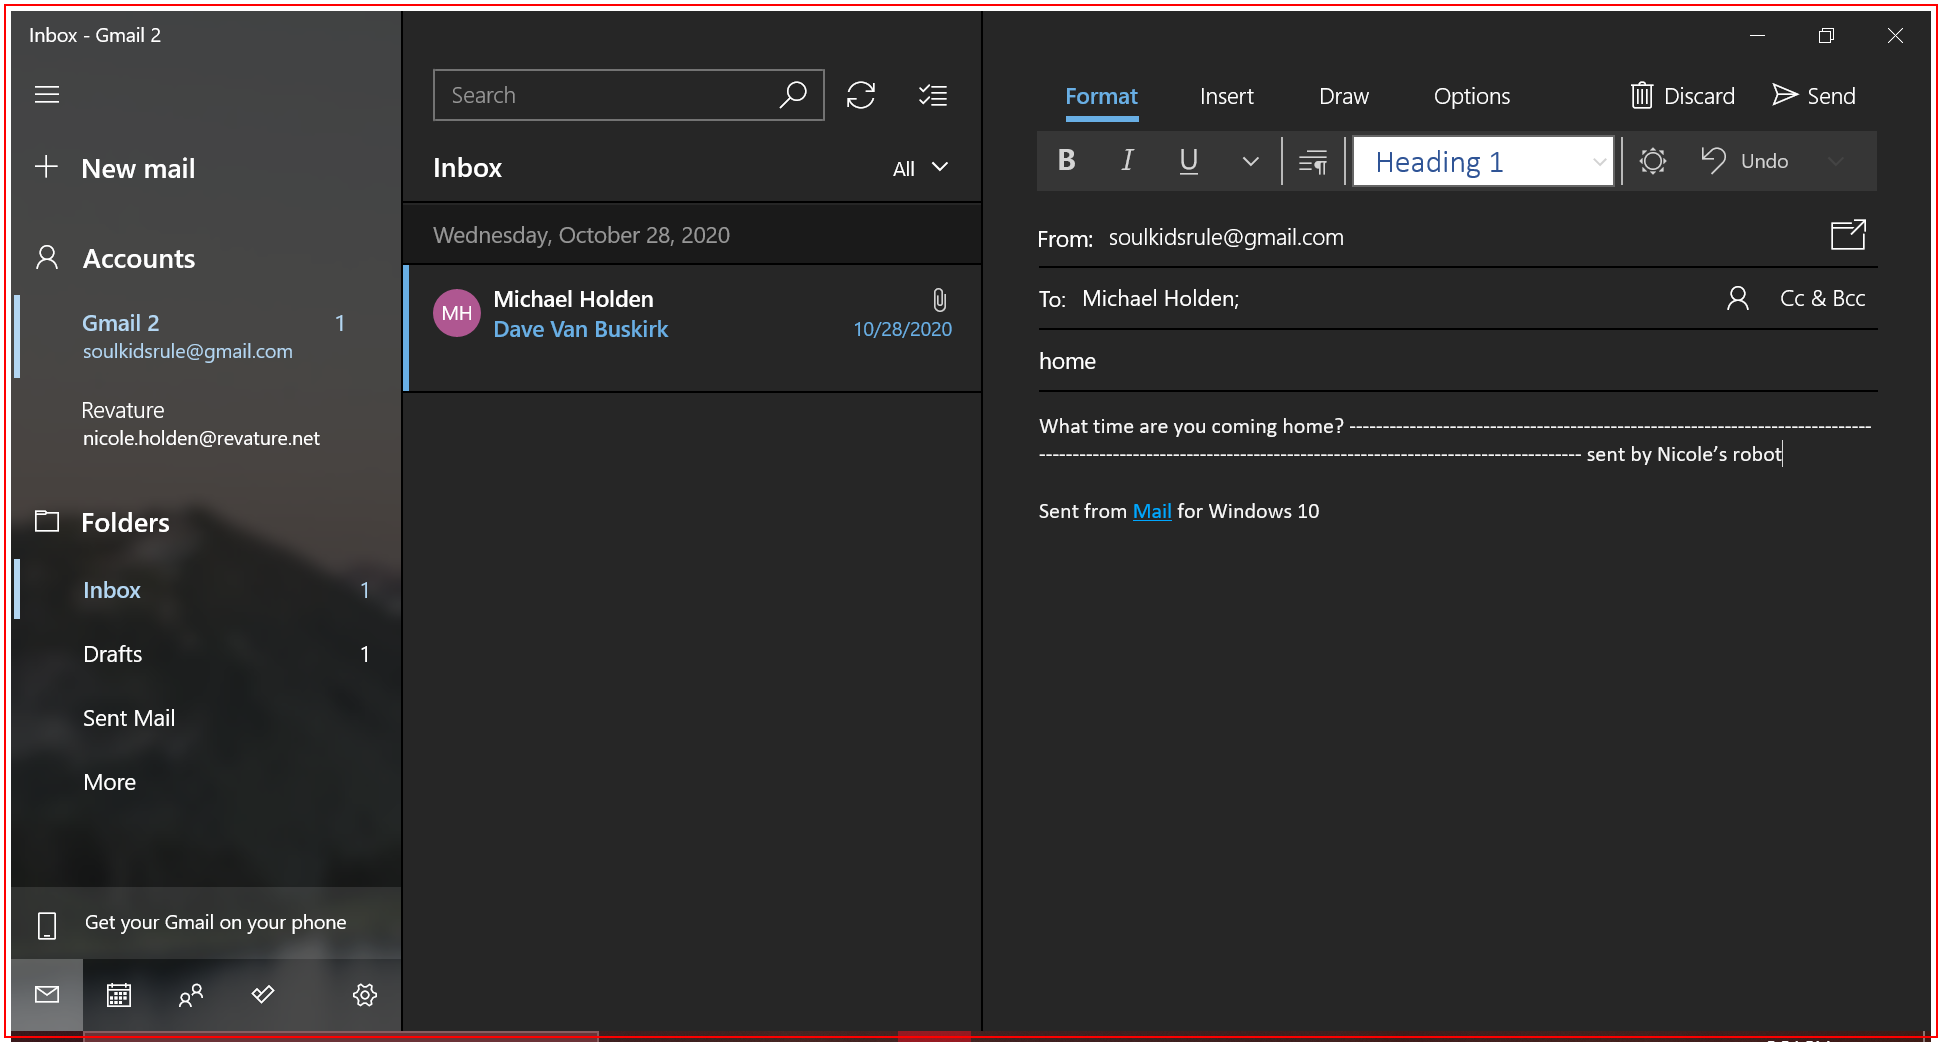 Inbox - Gmail 2
New mail
Accounts
Gmail 2 1
soulkidsrule@gmail.com
Revature
nicole.holden@revature.net
Folders
Inbox 1
Drafts 1
Sent Mail
More
Get your Gmail on your phone
Search
Inbox All
Wednesday, October 28, 2020
MH
Michael Holden
Dave Van Buskirk 10/28/2020
Format Insert Draw Options Discard Send
B I U Heading 1 Undo
From: soulkidsrule@gmail.com
To: Michael Holden; Cc & Bcc
home
What time are you coming home? ------------------------------------------------------------------------------
--------------------------------------------------------------------------------- sent by Nicole’s robot
Sent from Mail for Windows 10